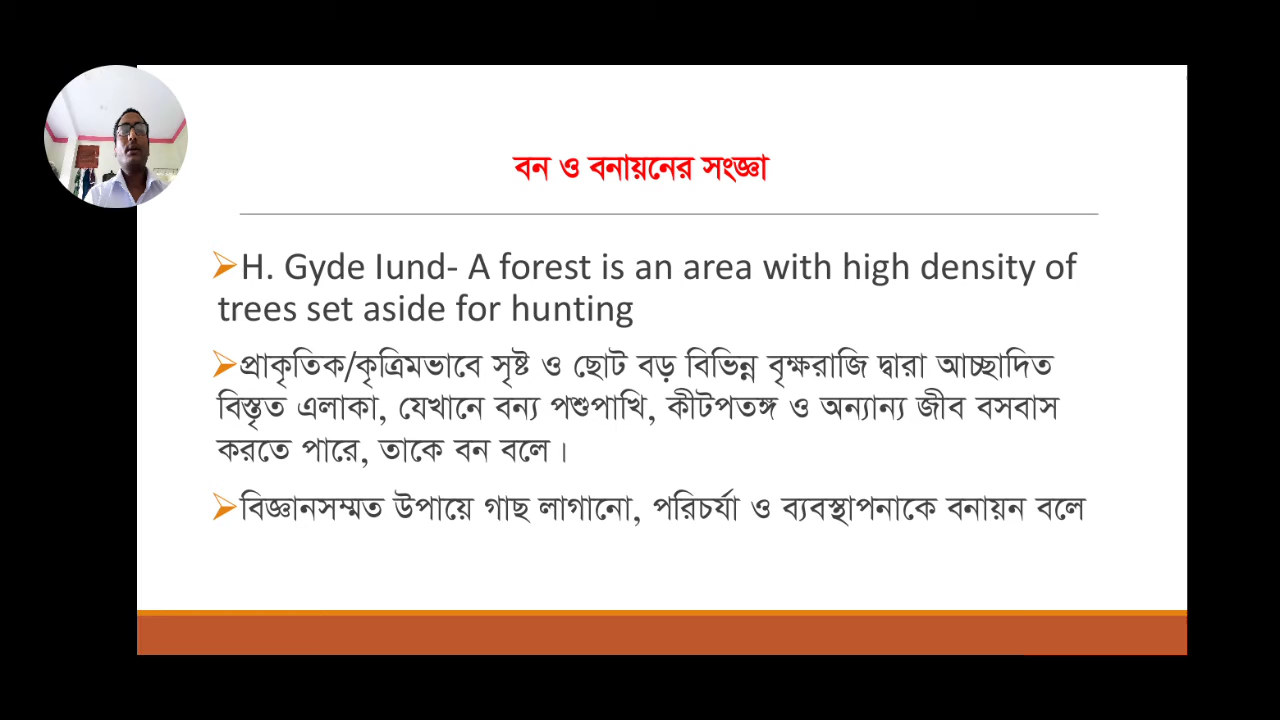 বন ও বনায়নের সংজ্ঞা
➢H. Gyde Iund- A forest is an area with high density of
trees set aside for hunting
➢প্রাকৃতিক/কৃত্রিমভাবে সৃষ্ট ও ছোট বড় বিভিন্ন বৃক্ষরাজি দ্বারা আচ্ছাদিত
বিস্তৃত এলাকা, যেখানে বন্য পশুপাখি, কীটপতঙ্গ ও অন্যান্য জীব বসবাস
করতে পারে, তাকে বন বলে।
➢বিজ্ঞানসম্মত উপায়ে গাছ লাগানো, পরিচর্যা ও ব্যবস্থাপনাকে বনায়ন বলে